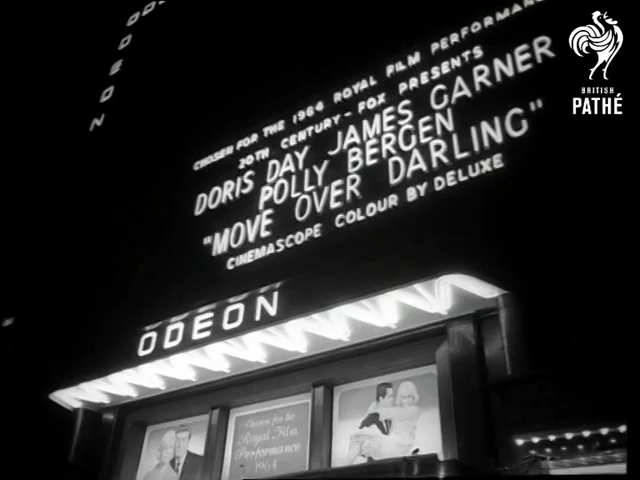 ODEON
CHOSEN FOR THE 1964 ROYAL FILM PERFORMANCE
20TH CENTURY-FOX PRESENTS
DORIS DAY JAMES GARNER
POLLY BERGEN
"MOVE OVER DARLING"
CINEMASCOPE COLOUR BY DELUXE
ODEON
Chosen for the
Royal Film
Performance
1964
BRITISH
PATHÉ